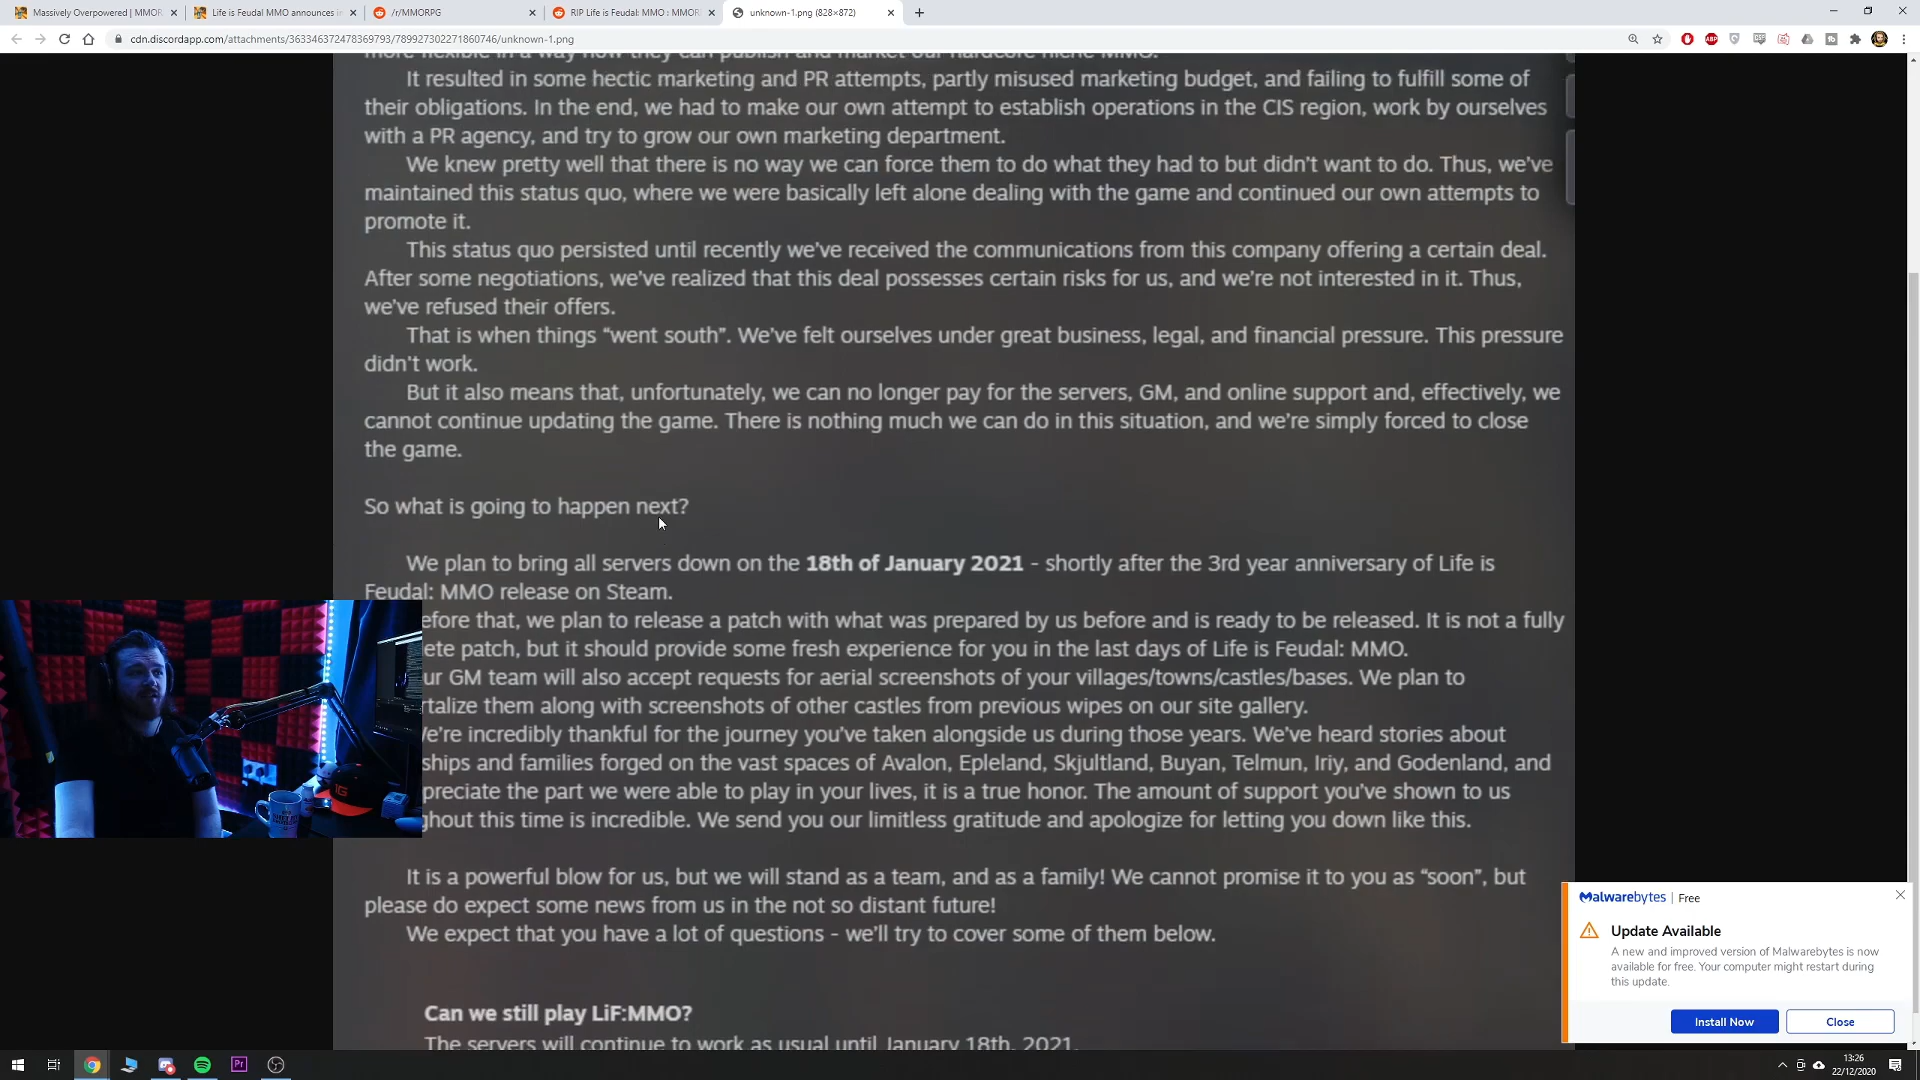 Massively Overpowered | MMOR
Life is Feudal MMO announces in
/r/MMORPG
RIP Life is Feudal: MMO : MMOR
unknown-1.png (828×872)
cdn.discordapp.com/attachments/363346372478369793/789927302271860746/unknown-1.png
more flexible in a way how they can publish and market our hardcore niche MMO.
It resulted in some hectic marketing and PR attempts, partly misused marketing budget, and failing to fulfill some of
their obligations. In the end, we had to make our own attempt to establish operations in the CIS region, work by ourselves
with a PR agency, and try to grow our own marketing department.
We knew pretty well that there is no way we can force them to do what they had to but didn't want to do. Thus, we've
maintained this status quo, where we were basically left alone dealing with the game and continued our own attempts to
promote it.
This status quo persisted until recently we've received the communications from this company offering a certain deal.
After some negotiations, we've realized that this deal possesses certain risks for us, and we're not interested in it. Thus,
we've refused their offers.
That is when things “went south”. We've felt ourselves under great business, legal, and financial pressure. This pressure
didn't work.
But it also means that, unfortunately, we can no longer pay for the servers, GM, and online support and, effectively, we
cannot continue updating the game. There is nothing much we can do in this situation, and we're simply forced to close
the game.
So what is going to happen next?
We plan to bring all servers down on the 18th of January 2021 - shortly after the 3rd year anniversary of Life is
Feudal: MMO release on Steam.
efore that, we plan to release a patch with what was prepared by us before and is ready to be released. It is not a fully
ete patch, but it should provide some fresh experience for you in the last days of Life is Feudal: MMO.
ur GM team will also accept requests for aerial screenshots of your villages/towns/castles/bases. We plan to
rtalize them along with screenshots of other castles from previous wipes on our site gallery.
We're incredibly thankful for the journey you've taken alongside us during those years. We've heard stories about
ships and families forged on the vast spaces of Avalon, Epleland, Skjultland, Buyan, Telmun, Iriy, and Godenland, and
preciate the part we were able to play in your lives, it is a true honor. The amount of support you've shown to us
ghout this time is incredible. We send you our limitless gratitude and apologize for letting you down like this.
It is a powerful blow for us, but we will stand as a team, and as a family! We cannot promise it to you as “soon”, but
please do expect some news from us in the not so distant future!
We expect that you have a lot of questions - we'll try to cover some of them below.
Can we still play LiF:MMO?
The servers will continue to work as usual until January 18th, 2021.
Malwarebytes | Free
Update Available
A new and improved version of Malwarebytes is now
available for free. Your computer might restart during
this update.
Install Now
Close
13:26
22/12/2020